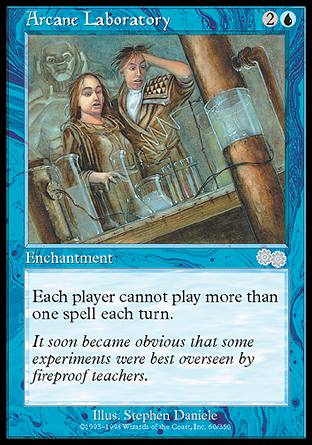 Arcane Laboratory 2
Enchantment
Each player cannot play more than
one spell each turn.
It soon became obvious that some
experiments were best overseen by
fireproof teachers.
Illus. Stephen Daniele
©1993-1998 Wizards of the Coast, Inc. 60/350